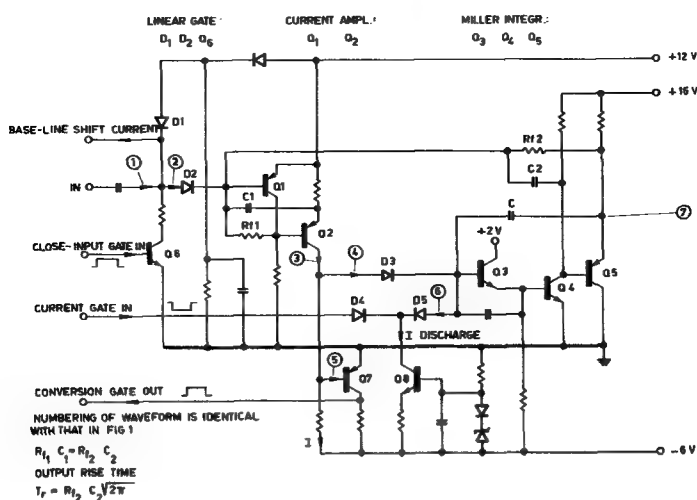 LINEAR GATE: CURRENT AMPL.: MILLER INTEGR.:
D1 D2 Q6 Q1 Q2 Q3 Q4 Q5
+12 V
+16 V
D1
BASE-LINE SHIFT CURRENT
Rf2
1 2
D2
C2
IN
Q1
C1
C
7
Rf1
Q2
+2V
CLOSE-INPUT GATE IN
Q6
3
4
D3
Q3
Q4
Q5
D4
D5
6
CURRENT GATE IN
I DISCHARGE
5
Q7
Q8
CONVERSION GATE OUT
NUMBERING OF WAVEFORM IS IDENTICAL
WITH THAT IN FIG 1
I
-6V
Rf1 C1=Rf2 C2
OUTPUT RISE TIME
Tr = Rf2 C2√2π